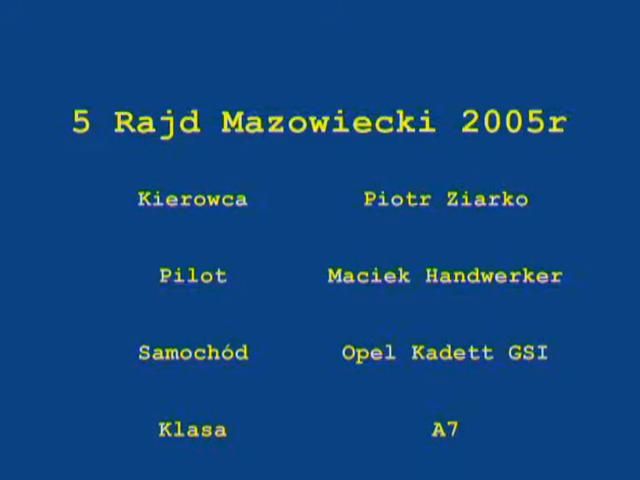 5 Rajd Mazowiecki 2005r
Kierowca Piotr Ziarko
Pilot Maciek Handwerker
Samochód Opel Kadett GSI
Klasa A7